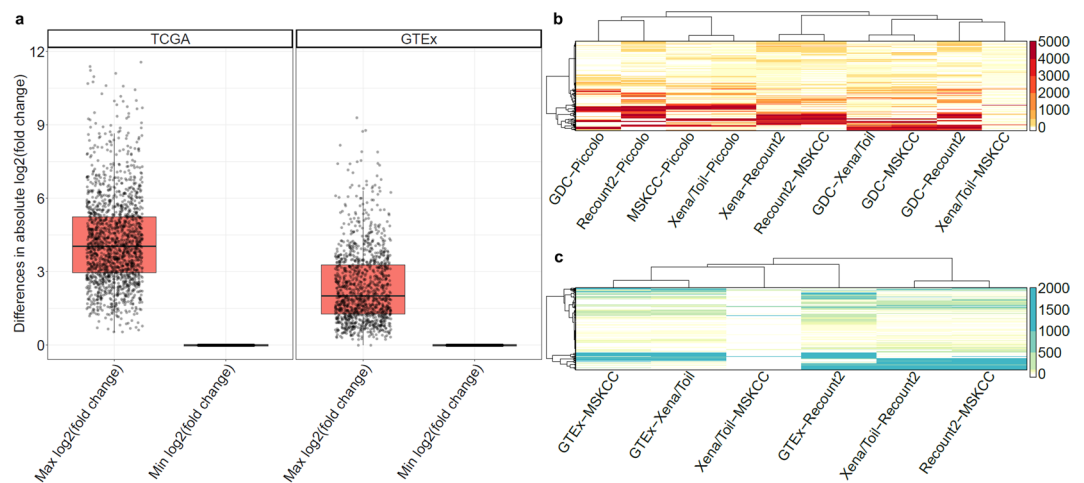 a
TCGA
GTEx
Differences in absolute log2(fold change)
12
9
6
3
0
Max log2(fold change)
Min log2(fold change)
Max log2(fold change)
Min log2(fold change)
b
5000
4000
3000
2000
1000
0
GDC−Piccolo
Recount2−Piccolo
MSKCC−Piccolo
Xena/Toil−Piccolo
Xena−Recount2
Recount2−MSKCC
GDC−Xena/Toil
GDC−MSKCC
GDC−Recount2
Xena/Toil−MSKCC
c
2000
1500
1000
500
0
GTEx−MSKCC
GTEx−Xena/Toil
Xena/Toil−MSKCC
GTEx−Recount2
Xena/Toil−Recount2
Recount2−MSKCC